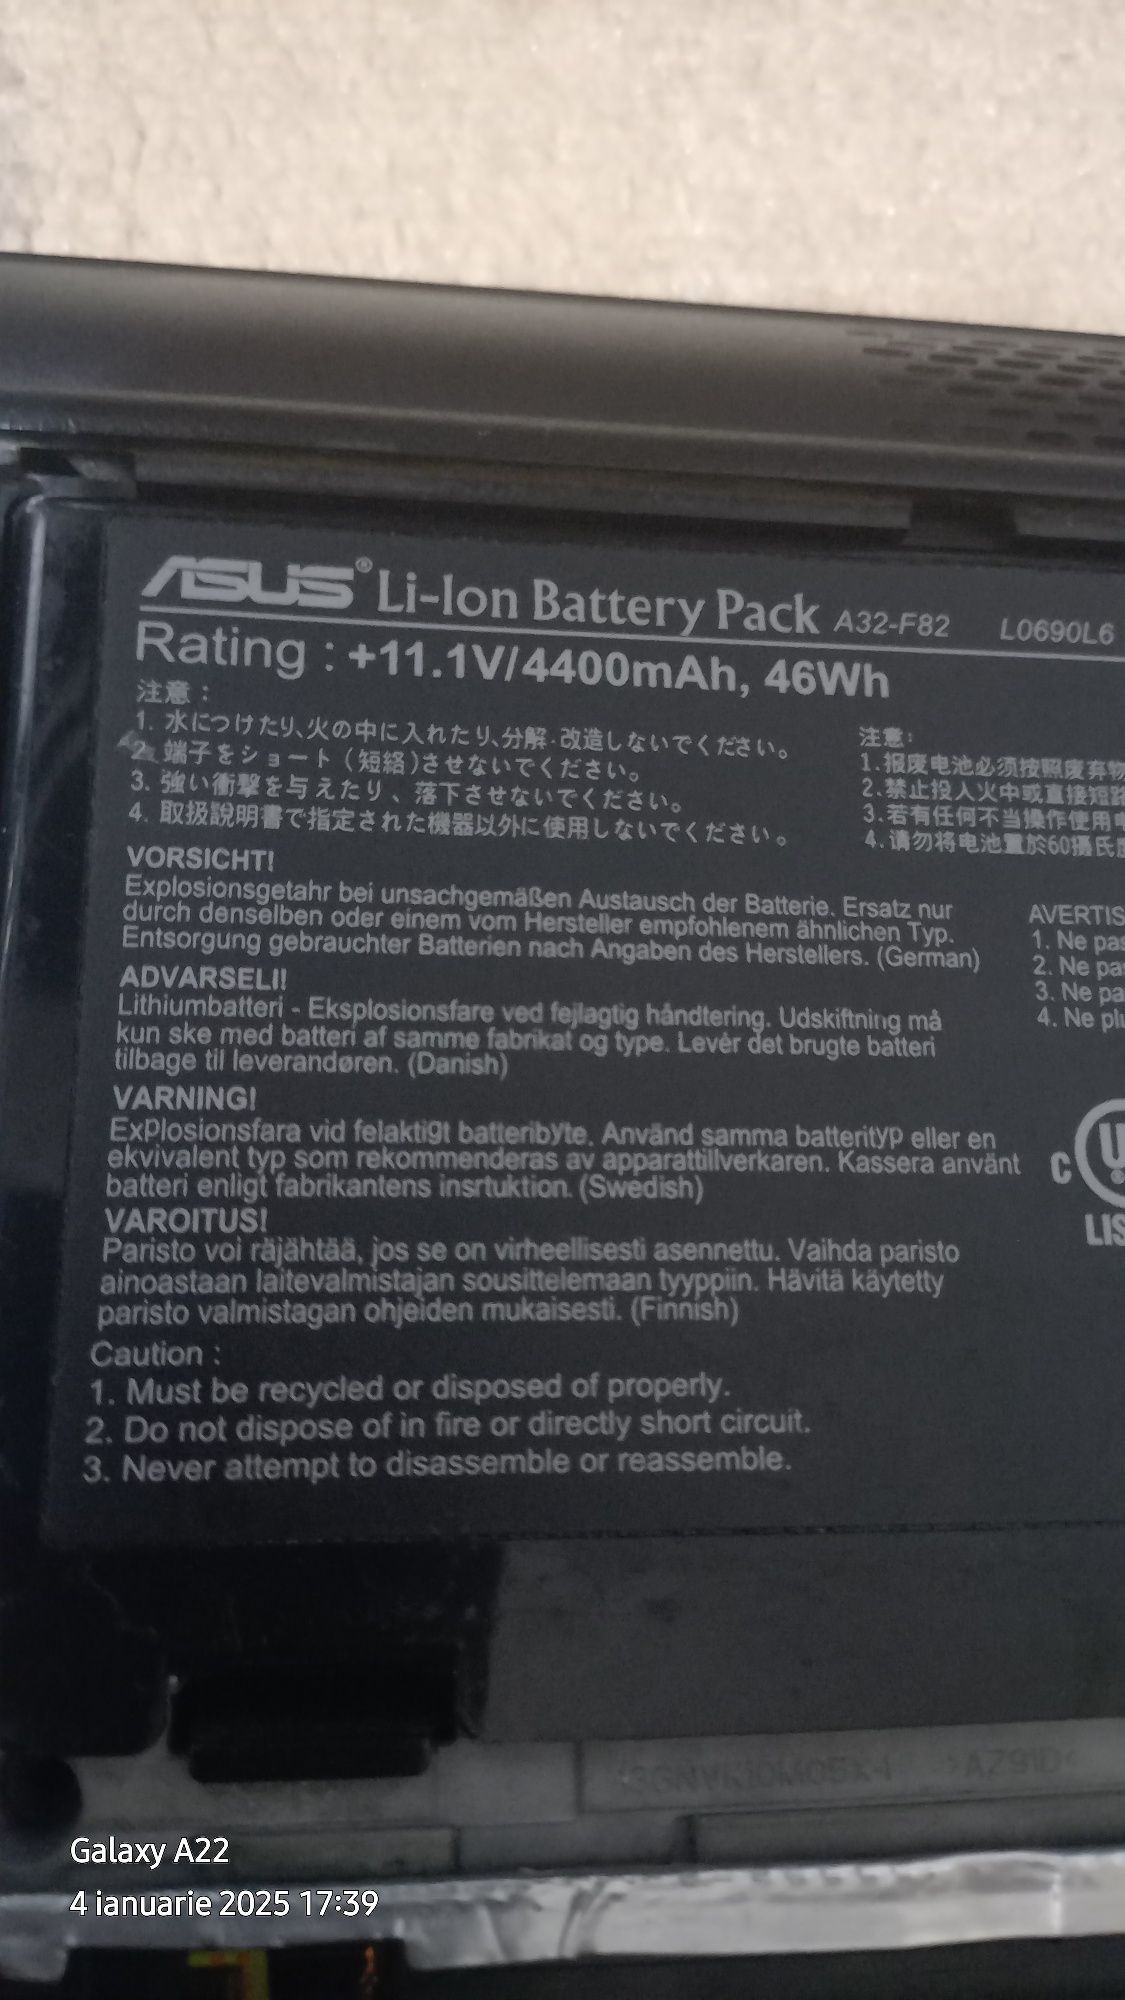 ASUS® Li-Ion Battery Pack A32-F82 L0690L6
Rating : +11.1V/4400mAh, 46Wh
注意 :
1. 水につけたり、火の中に入れたり、分解・改造しないでください。
2. 端子をショート（短絡）させないでください。
3. 強い衝撃を与えたり、落下させないでください。
4. 取扱説明書で指定された機器以外に使用しないでください。
注意:
1.报废电池必须按照废弃物
2.禁止投入火中或直接短路
3.若有任何不当操作使用
4.请勿将电池置於60摄氏度
VORSICHT!
Explosionsgetahr bei unsachgemäßen Austausch der Batterie. Ersatz nur
durch denselben oder einem vom Hersteller empfohlenem ähnlichen Typ.
Entsorgung gebrauchter Batterien nach Angaben des Herstellers. (German)
ADVARSELI!
Lithiumbatteri - Eksplosionsfare ved fejlagtig håndtering. Udskiftning må
kun ske med batteri af samme fabrikat og type. Levér det brugte batteri
tilbage til leverandøren. (Danish)
VARNING!
Explosionsfara vid felaktigt batteribyte. Använd samma batterityp eller en
ekvivalent typ som rekommenderas av apparattillverkaren. Kassera använt
batteri enligt fabrikantens insrtuktion. (Swedish)
VAROITUS!
Paristo voi räjähtää, jos se on virheellisesti asennettu. Vaihda paristo
ainoastaan laitevalmistajan sousittelemaan tyyppiin. Hävitä käytetty
paristo valmistagan ohjeiden mukaisesti. (Finnish)
Caution :
1. Must be recycled or disposed of properly.
2. Do not dispose of in fire or directly short circuit.
3. Never attempt to disassemble or reassemble.
AVERTIS
1. Ne pas
2. Ne pa
3. Ne pa
4. Ne plu
C U
LIS
>AZ91D<
Galaxy A22
4 ianuarie 2025 17:39